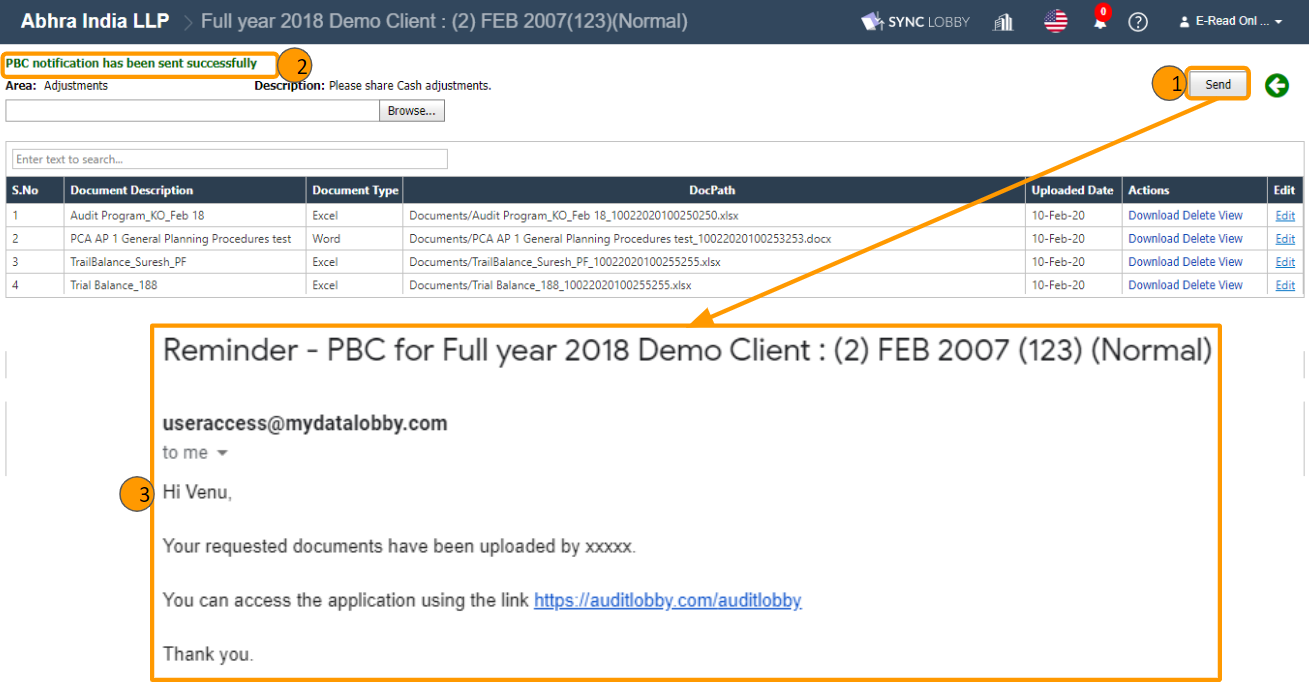 Abhra India LLP > Full year 2018 Demo Client : (2) FEB 2007(123)(Normal) SYNC LOBBY 0 ? E-Read Onl ...
PBC notification has been sent successfully 2
Area: Adjustments Description: Please share Cash adjustments. 1 Send
Browse...
Enter text to search...
S.No Document Description Document Type DocPath Uploaded Date Actions Edit
1 Audit Program_KO_Feb 18 Excel Documents/Audit Program_KO_Feb 18_10022020100250250.xlsx 10-Feb-20 Download Delete View Edit
2 PCA AP 1 General Planning Procedures test Word Documents/PCA AP 1 General Planning Procedures test_10022020100253253.docx 10-Feb-20 Download Delete View Edit
3 TrailBalance_Suresh_PF Excel Documents/TrailBalance_Suresh_PF_10022020100255255.xlsx 10-Feb-20 Download Delete View Edit
4 Trial Balance_188 Excel Documents/Trial Balance_188_10022020100255255.xlsx 10-Feb-20 Download Delete View Edit
Reminder - PBC for Full year 2018 Demo Client : (2) FEB 2007 (123) (Normal)
useraccess@mydatalobby.com
to me
3 Hi Venu,
Your requested documents have been uploaded by xxxxx.
You can access the application using the link https://auditlobby.com/auditlobby
Thank you.